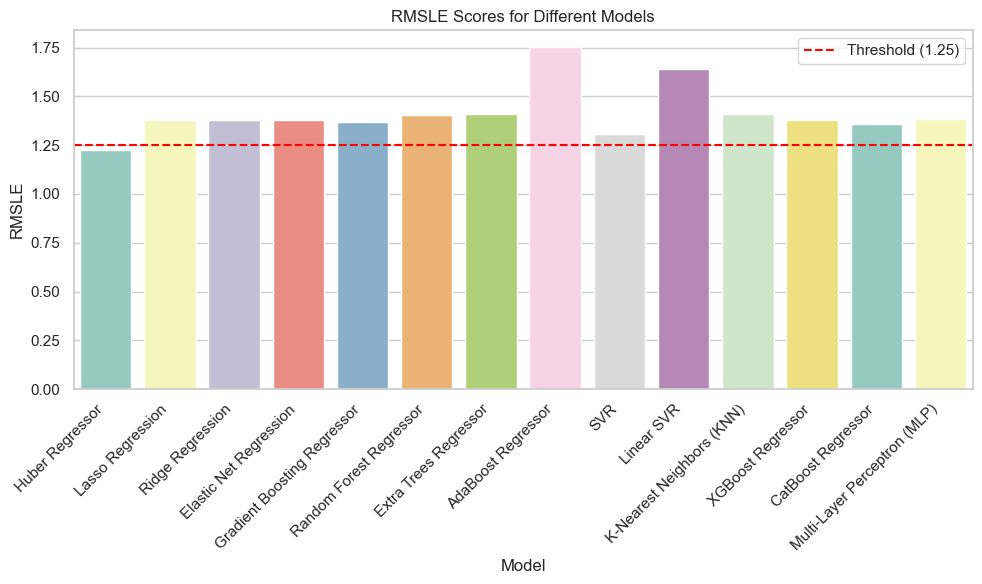 RMSLE Scores for Different Models
Threshold (1.25)
RMSLE
1.75
1.50
1.25
1.00
0.75
0.50
0.25
0.00
Huber Regressor
Lasso Regression
Ridge Regression
Elastic Net Regression
Gradient Boosting Regressor
Random Forest Regressor
Extra Trees Regressor
AdaBoost Regressor
SVR
Linear SVR
K-Nearest Neighbors (KNN)
XGBoost Regressor
CatBoost Regressor
Multi-Layer Perceptron (MLP)
Model